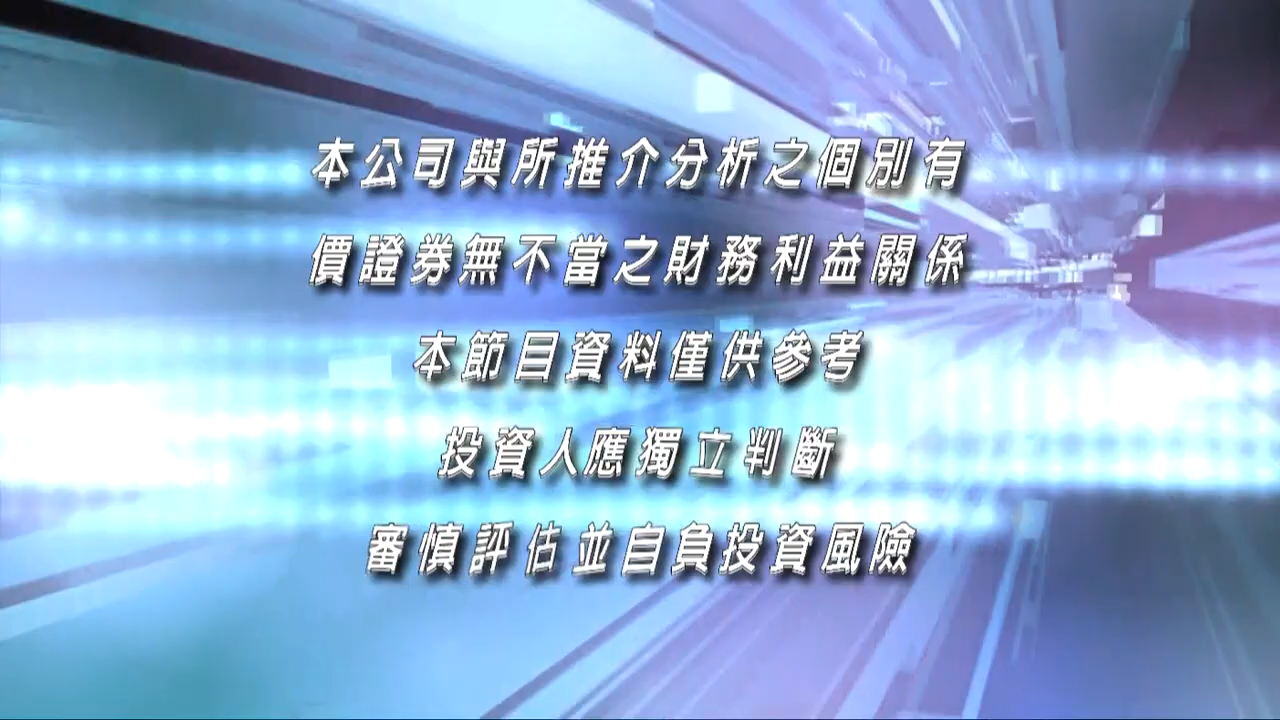 本公司與所推介分析之個別有
價證券無不當之財務利益關係
本節目資料僅供參考
投資人應獨立判斷
審慎評估並自負投資風險